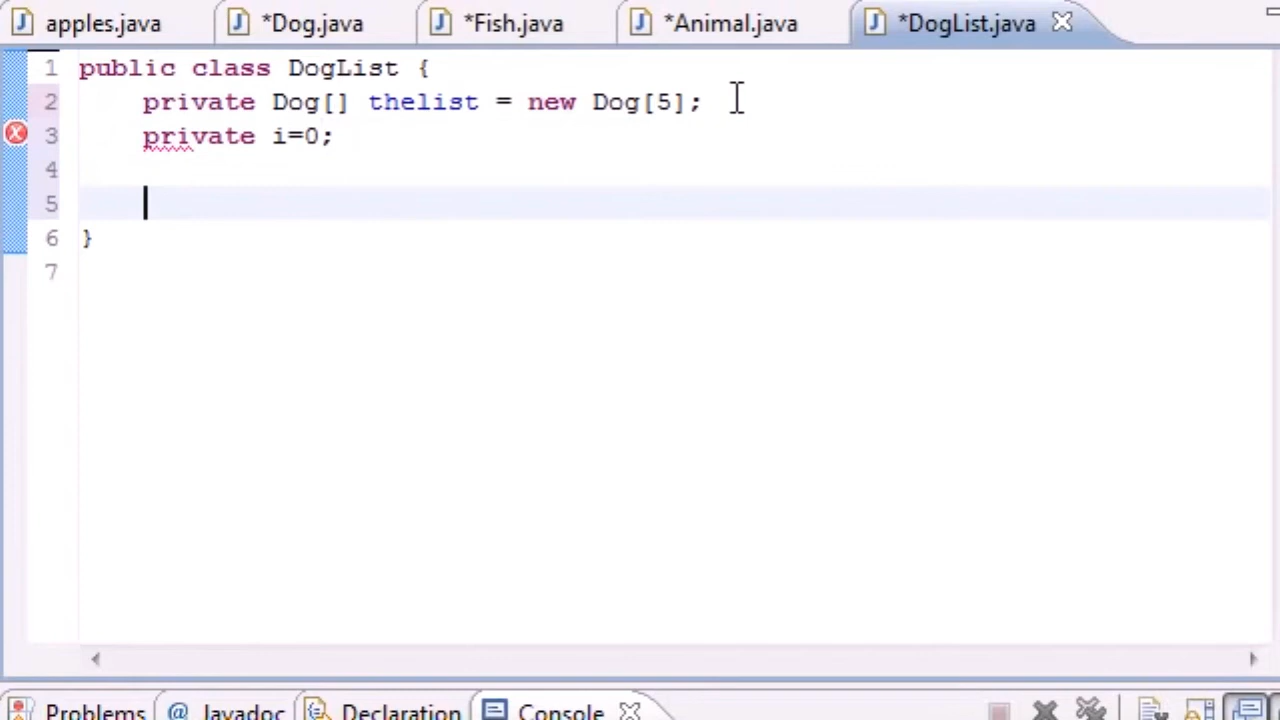 apples.java *Dog.java *Fish.java *Animal.java *DogList.java
1 public class DogList {
2 private Dog[] thelist = new Dog[5];
3 private i=0;
4
5
6 }
7
Problems @ Javadoc Declaration Console